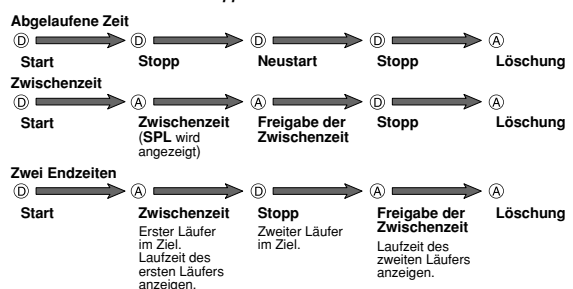 Abgelaufene Zeit
D D D D A
Start Stopp Neustart Stopp Löschung
Zwischenzeit
D A A D A
Start Zwischenzeit Freigabe der Stopp Löschung
(SPL wird Zwischenzeit
angezeigt)
Zwei Endzeiten
D A D A A
Start Zwischenzeit Stopp Freigabe der Löschung
Zwischenzeit
Erster Läufer Zweiter Läufer
im Ziel. im Ziel. Laufzeit des
Laufzeit des zweiten Läufers
ersten Läufers anzeigen.
anzeigen.